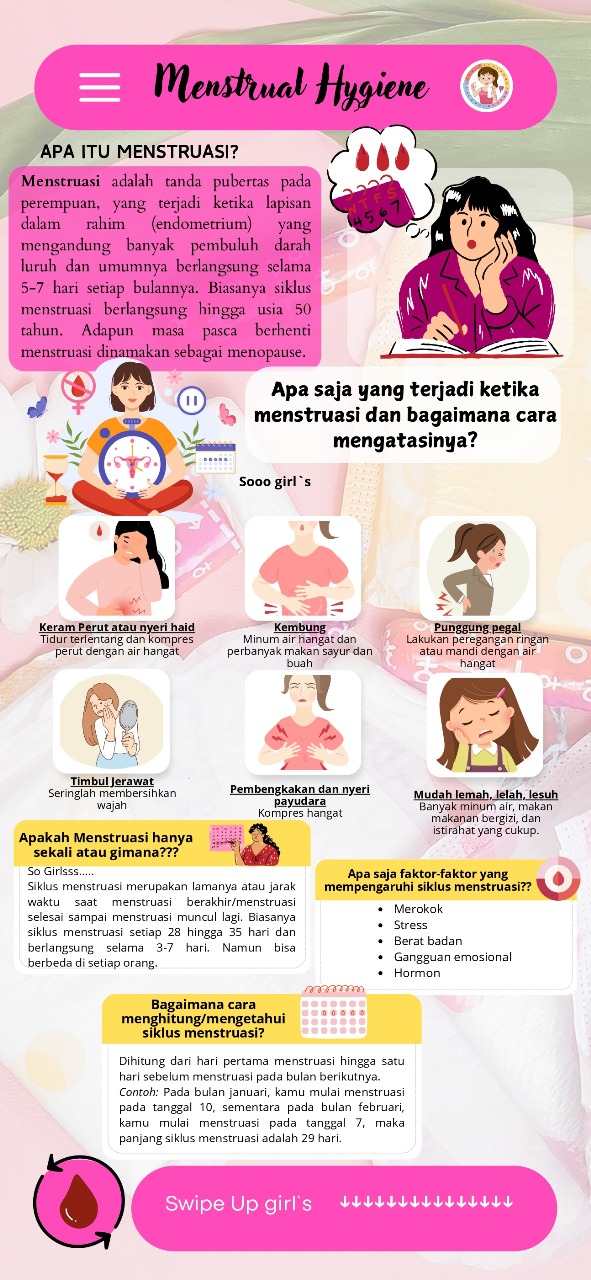 Menstrual Hygiene
APA ITU MENSTRUASI?
Menstruasi adalah tanda pubertas pada
perempuan, yang terjadi ketika lapisan
dalam rahim (endometrium) yang
mengandung banyak pembuluh darah
luruh dan umumnya berlangsung selama
5-7 hari setiap bulannya. Biasanya siklus
menstruasi berlangsung hingga usia 50
tahun. Adapun masa pasca berhenti
menstruasi dinamakan sebagai menopause.
Apa saja yang terjadi ketika
menstruasi dan bagaimana cara
mengatasinya?
Sooo girl`s
Keram Perut atau nyeri haid
Tidur terlentang dan kompres
perut dengan air hangat
Kembung
Minum air hangat dan
perbanyak makan sayur dan
buah
Punggung pegal
Lakukan peregangan ringan
atau mandi dengan air
hangat
Timbul Jerawat
Seringlah membersihkan
wajah
Pembengkakan dan nyeri
payudara
Kompres hangat
Mudah lemah, lelah, lesuh
Banyak minum air, makan
makanan bergizi, dan
istirahat yang cukup.
Apakah Menstruasi hanya
sekali atau gimana???
So Girlsss.....
Siklus menstruasi merupakan lamanya atau jarak
waktu saat menstruasi berakhir/menstruasi
selesai sampai menstruasi muncul lagi. Biasanya
siklus menstruasi setiap 28 hingga 35 hari dan
berlangsung selama 3-7 hari. Namun bisa
berbeda di setiap orang.
Apa saja faktor-faktor yang
mempengaruhi siklus menstruasi??
• Merokok
• Stress
• Berat badan
• Gangguan emosional
• Hormon
Bagaimana cara
menghitung/mengetahui
siklus menstruasi?
Dihitung dari hari pertama menstruasi hingga satu
hari sebelum menstruasi pada bulan berikutnya.
Contoh: Pada bulan januari, kamu mulai menstruasi
pada tanggal 10, sementara pada bulan februari,
kamu mulai menstruasi pada tanggal 7, maka
panjang siklus menstruasi adalah 29 hari.
Swipe Up girl`s ↓↓↓↓↓↓↓↓↓↓↓↓↓↓↓